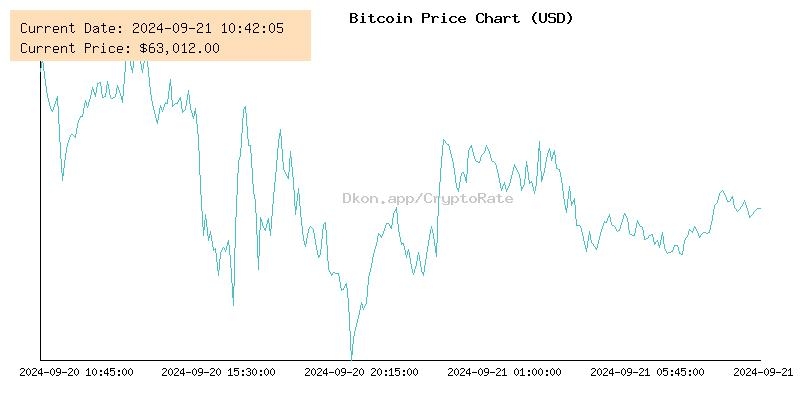 Bitcoin Price Chart (USD)
Current Date: 2024-09-21 10:42:05
Current Price: $63,012.00
Dkon.app/CryptoRate
2024-09-20 10:45:00
2024-09-20 15:30:00
2024-09-20 20:15:00
2024-09-21 01:00:00
2024-09-21 05:45:00
2024-09-21